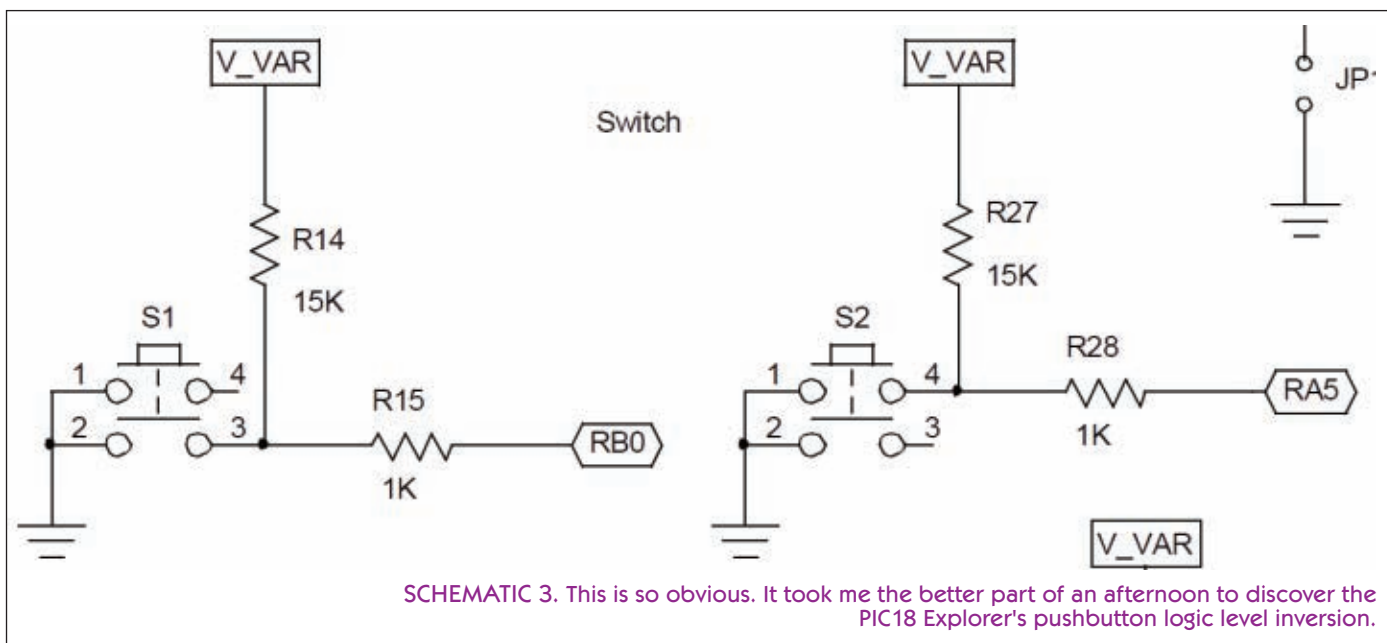 V_VAR
V_VAR
Switch
JP1
R14
15K
R27
15K
S1
1
4
2
3
R15
1K
RB0
S2
1
4
2
3
R28
1K
RA5
V_VAR
SCHEMATIC 3. This is so obvious. It took me the better part of an afternoon to discover the
PIC18 Explorer's pushbutton logic level inversion.